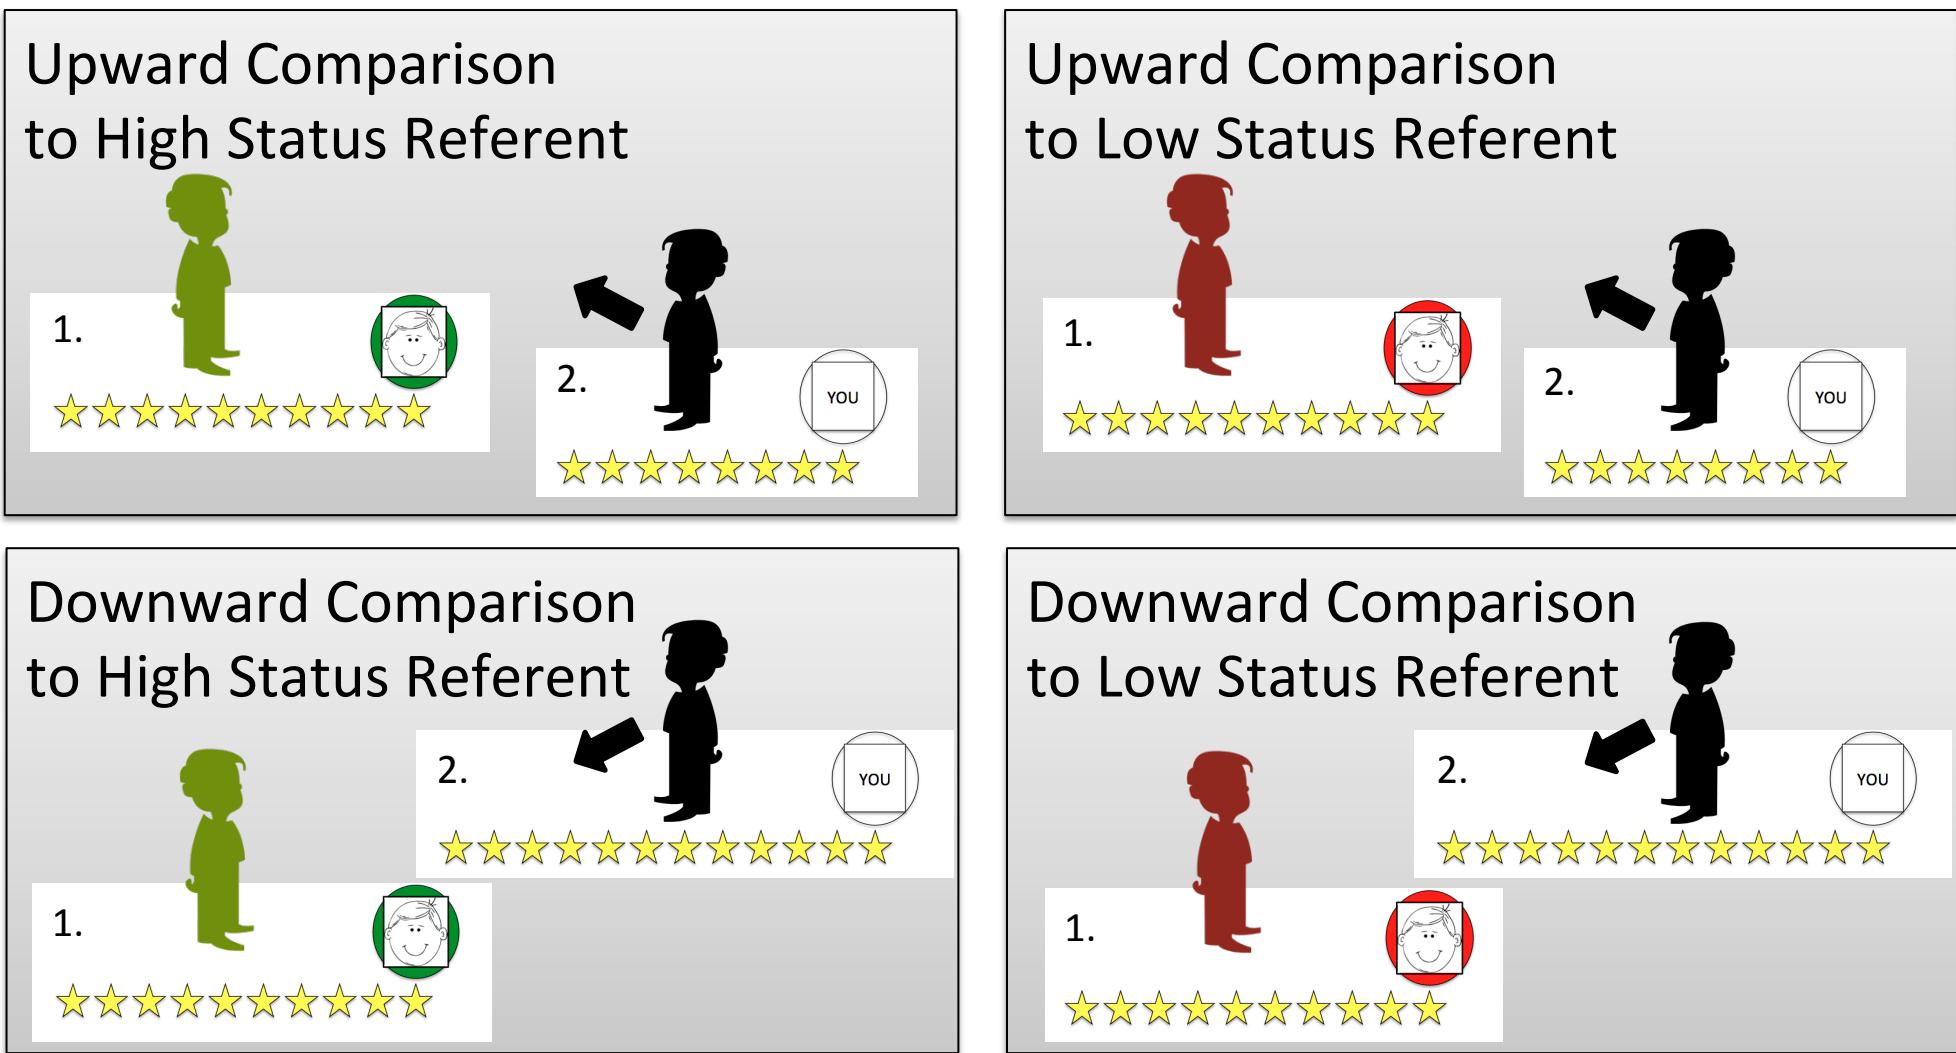 Upward Comparison
to High Status Referent
1.
2.
YOU
Upward Comparison
to Low Status Referent
1.
2.
YOU
Downward Comparison
to High Status Referent
2.
YOU
1.
Downward Comparison
to Low Status Referent
2.
YOU
1.